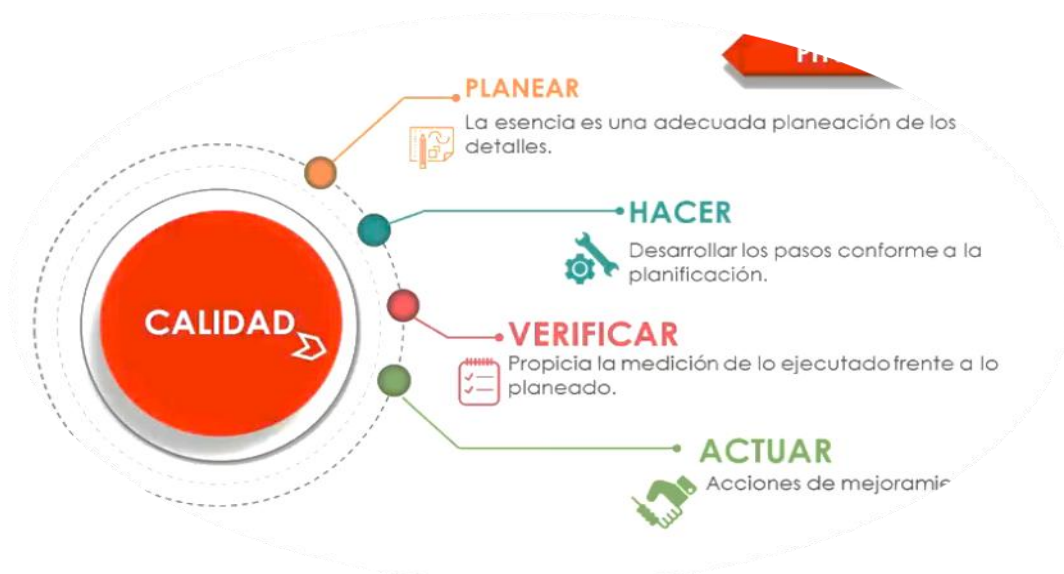 PLANEAR
La esencia es una adecuada planeación de los
detalles.
HACER
Desarrollar los pasos conforme a la
planificación.
CALIDAD
VERIFICAR
Propicia la medición de lo ejecutado frente a lo
planeado.
ACTUAR
Acciones de